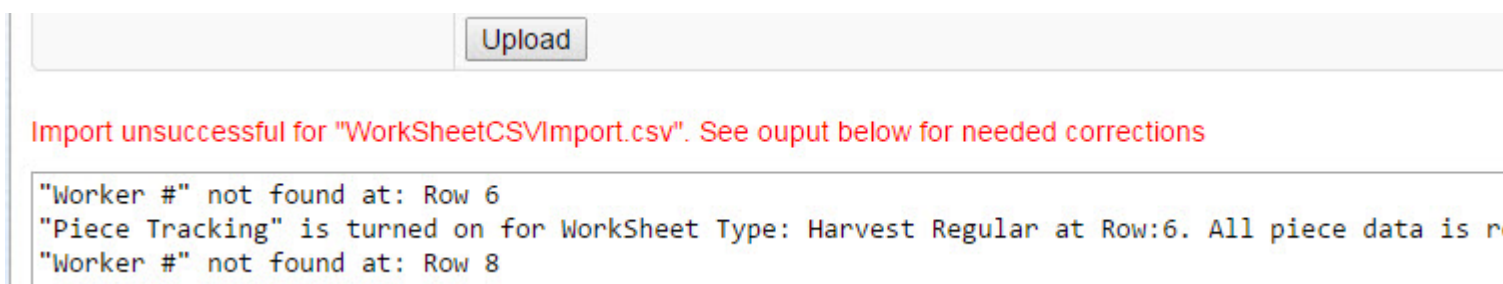 Upload
Import unsuccessful for "WorkSheetCSVImport.csv". See ouput below for needed corrections
"Worker #" not found at: Row 6
"Piece Tracking" is turned on for WorkSheet Type: Harvest Regular at Row:6. All piece data is
"Worker #" not found at: Row 8